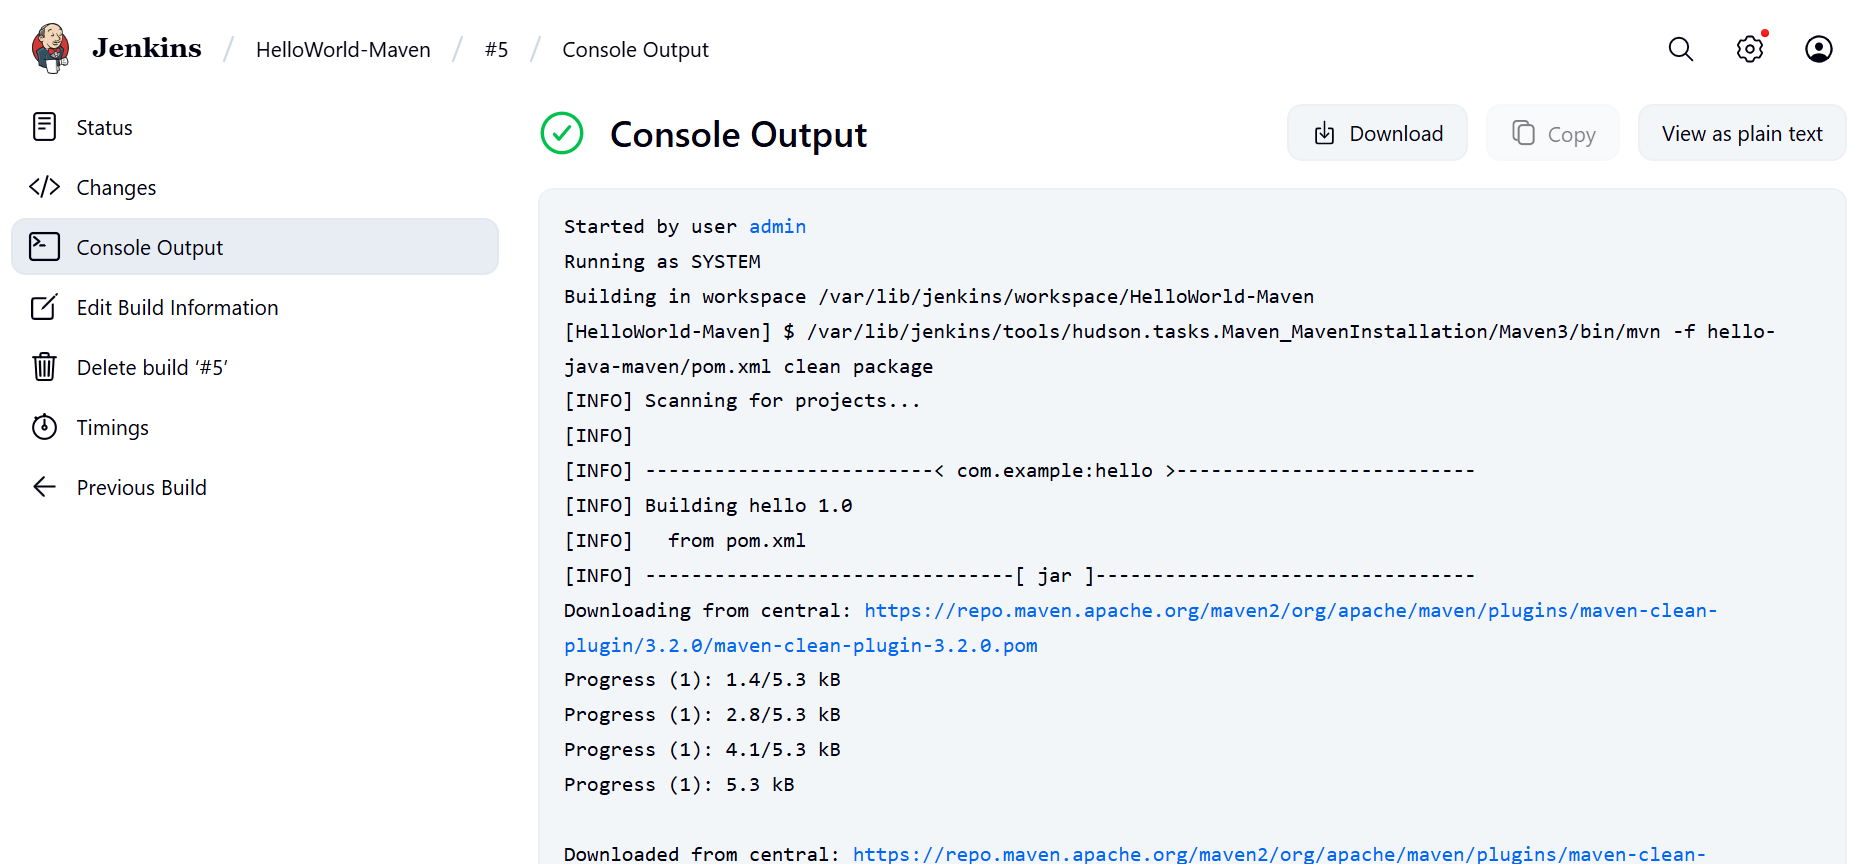 Jenkins / HelloWorld-Maven / #5 / Console Output
Status
Changes
Console Output
Edit Build Information
Delete build ‘#5’
Timings
Previous Build
Console Output
Download
Copy
View as plain text
Started by user admin
Running as SYSTEM
Building in workspace /var/lib/jenkins/workspace/HelloWorld-Maven
[HelloWorld-Maven] $ /var/lib/jenkins/tools/hudson.tasks.Maven_MavenInstallation/Maven3/bin/mvn -f hello-
java-maven/pom.xml clean package
[INFO] Scanning for projects...
[INFO]
[INFO] -------------------------< com.example:hello >--------------------------
[INFO] Building hello 1.0
[INFO]   from pom.xml
[INFO] --------------------------------[ jar ]---------------------------------
Downloading from central: https://repo.maven.apache.org/maven2/org/apache/maven/plugins/maven-clean-
plugin/3.2.0/maven-clean-plugin-3.2.0.pom
Progress (1): 1.4/5.3 kB
Progress (1): 2.8/5.3 kB
Progress (1): 4.1/5.3 kB
Progress (1): 5.3 kB
Downloaded from central: https://repo.maven.apache.org/maven2/org/apache/maven/plugins/maven-clean-